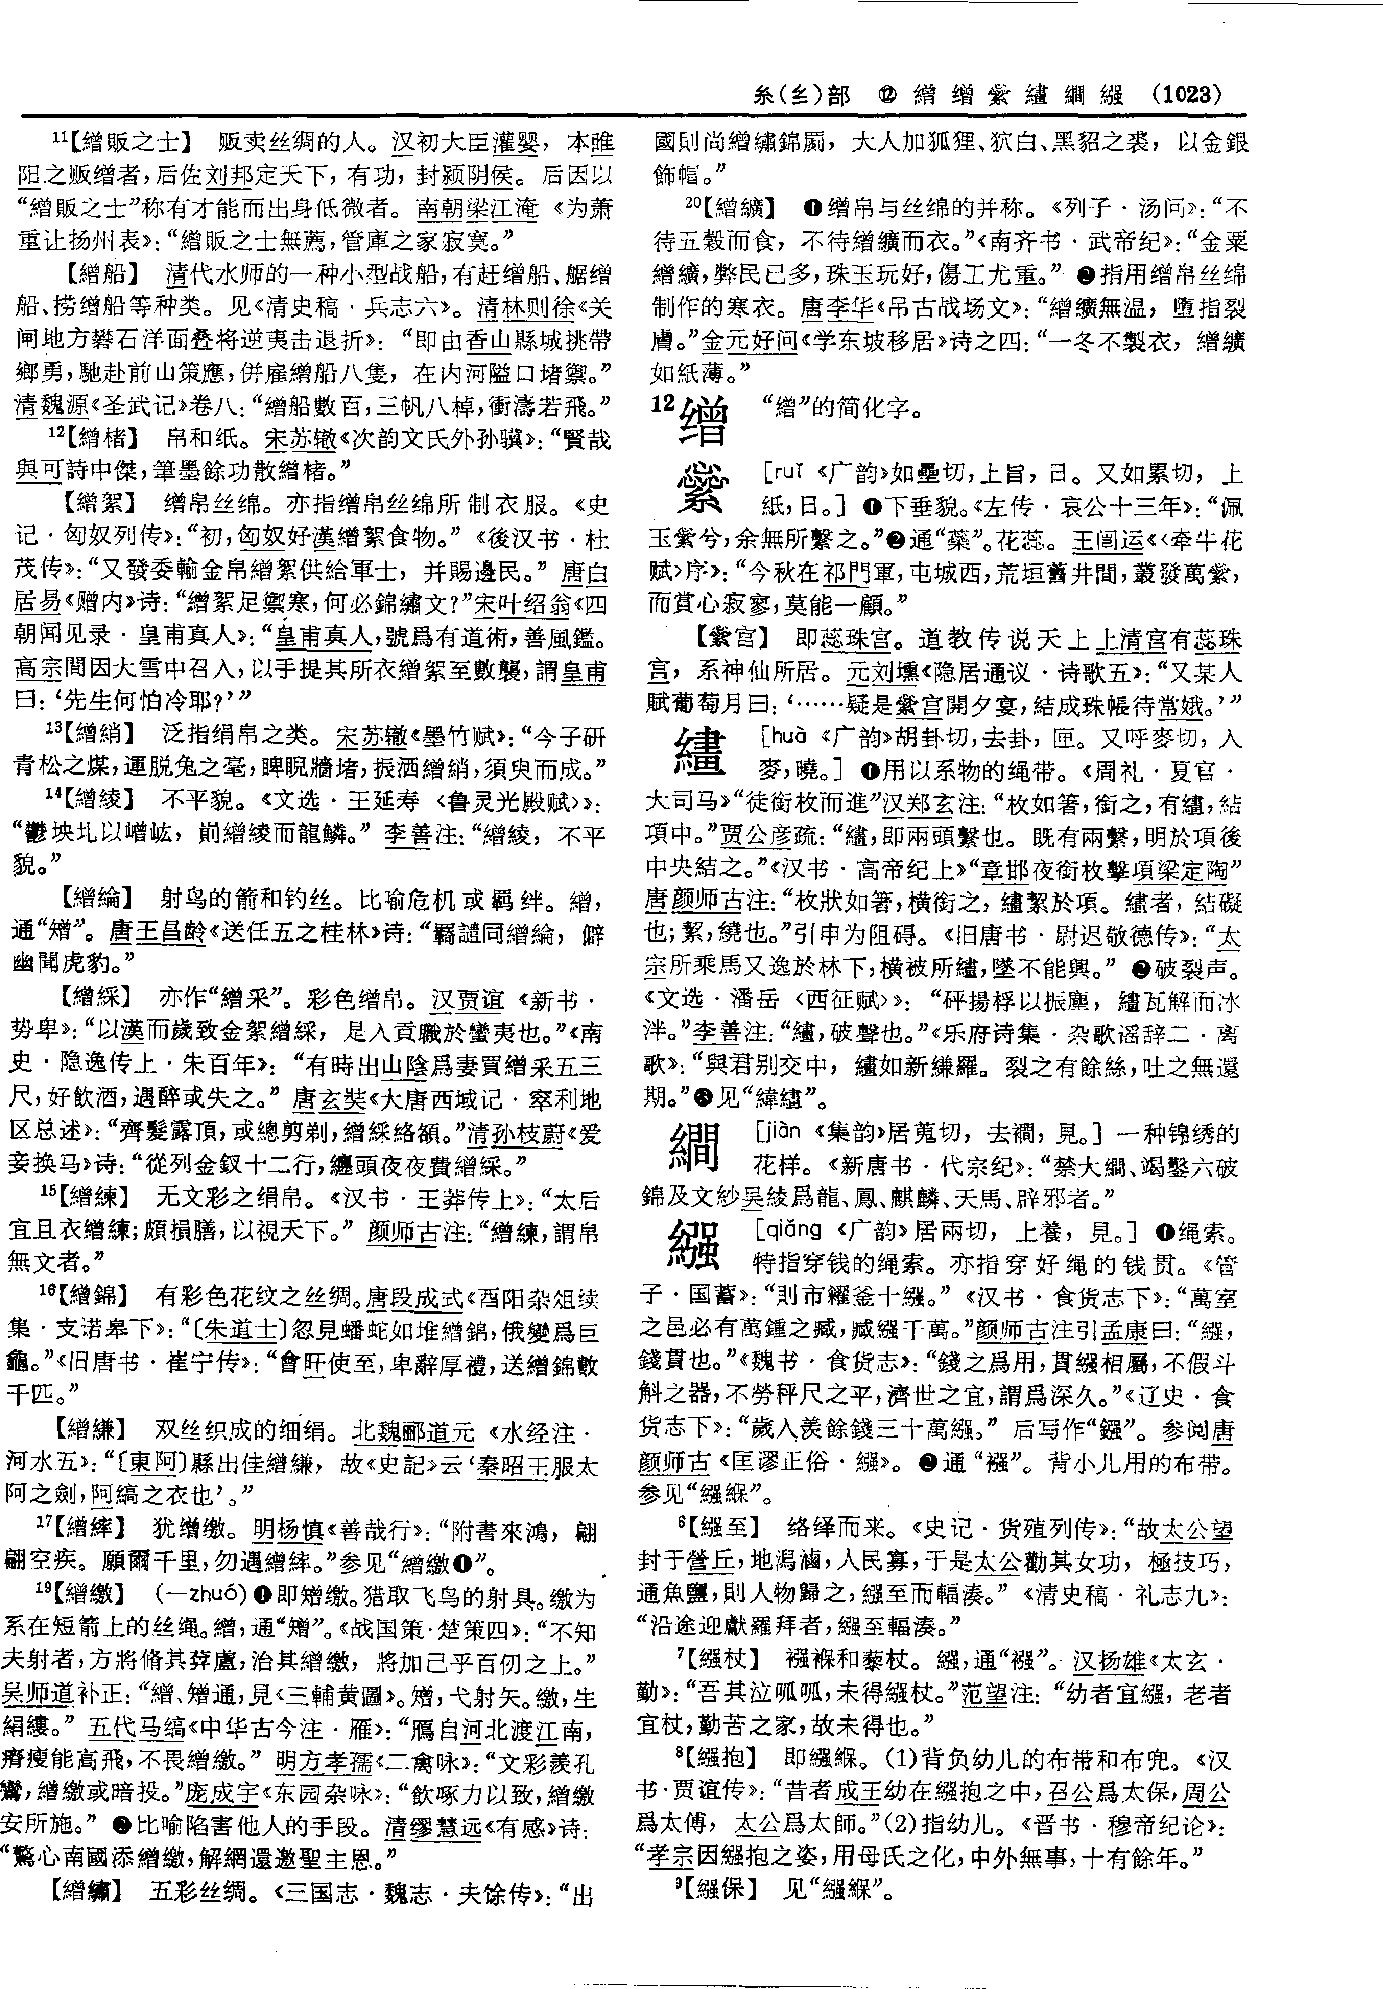 糸(纟)部 ⑫ 繒 缯 繠 繣 繝 繦 (1023)
11【繒販之士】 贩卖丝绸的人。汉初大臣灌婴，本睢
阳之贩缯者，后佐刘邦定天下，有功，封颍阴侯。后因以
“繒販之士”称有才能而出身低微者。南朝梁江淹《为萧
重让扬州表》：“繒販之士無薦，管庫之家寂寞。”
【繒船】 清代水师的一种小型战船，有赶缯船、艍缯
船、捞缯船等种类。见《清史稿·兵志六》。清林则徐《关
闸地方礬石洋面叠将逆夷击退折》：“即由香山縣城挑帶
鄉勇，馳赴前山策應，併雇繒船八隻，在内河隘口堵禦。”
清魏源《圣武记》卷八：“繒船數百，三帆八棹，衝濤若飛。”
12【繒楮】 帛和纸。宋苏辙《次韵文氏外孙骥》：“賢哉
與可詩中傑，筆墨餘功散繒楮。”
【繒絮】 缯帛丝绵。亦指缯帛丝绵所制衣服。《史
记·匈奴列传》：“初，匈奴好漢繒絮食物。”《後汉书·杜
茂传》：“又發委輸金帛繒絮供給軍士，并賜邊民。”唐白
居易《赠内》诗：“繒絮足禦寒，何必錦繡文？”宋叶绍翁《四
朝闻见录·皇甫真人》：“皇甫真人，號爲有道術，善風鑑。
高宗聞因大雪中召入，以手提其所衣繒絮至數襲，謂皇甫
曰：‘先生何怕冷耶？’”
13【繒綃】 泛指绢帛之类。宋苏辙《墨竹赋》：“今子研
青松之煤，運脱兔之毫，睥睨牆堵，振洒繒綃，須臾而成。”
14【繒綾】 不平貌。《文选·王延寿〈鲁灵光殿赋〉》：
“鬱坱圠以嶒峵，崱繒綾而龍鱗。”李善注：“繒綾，不平
貌。”
【繒綸】 射鸟的箭和钓丝。比喻危机或羁绊。繒，
通“矰”。唐王昌龄《送任五之桂林》诗：“羈譴同繒綸，僻
幽聞虎豹。”
【繒綵】 亦作“繒采”。彩色缯帛。汉贾谊《新书·
势卑》：“以漢而歲致金絮繒綵，是入貢職於蠻夷也。”《南
史·隐逸传上·朱百年》：“有時出山陰爲妻買繒采五三
尺，好飲酒，遇醉或失之。”唐玄奘《大唐西域记·窣利地
区总述》：“齊髮露頂，或總剪剃，繒綵絡額。”清孙枝蔚《爱
妾换马》诗：“從列金釵十二行，纏頭夜夜費繒綵。”
15【繒練】 无文彩之绢帛。《汉书·王莽传上》：“太后
宜且衣繒練；頗損膳，以視天下。”颜师古注：“繒練，謂帛
無文者。”
16【繒錦】 有彩色花纹之丝绸。唐段成式《酉阳杂俎续
集·支诺皋下》：“〔朱道士〕忽見蟠蛇如堆繒錦，俄變爲巨
龜。”《旧唐书·崔宁传》：“會旰使至，卑辭厚禮，送繒錦數
千匹。”
【繒縑】 双丝织成的细绢。北魏郦道元《水经注·
河水五》：“〔東阿〕縣出佳繒縑，故《史記》云‘秦昭王服太
阿之劍，阿縞之衣也’。”
17【繒繂】 犹缯缴。明杨慎《善哉行》：“附書來鴻，翩
翩空疾。願爾千里，勿遇繒繂。”参见“繒繳❶”。
19【繒繳】 (—zhuó)❶即矰缴。猎取飞鸟的射具。缴为
系在短箭上的丝绳。繒，通“矰”。《战国策·楚策四》：“不知
夫射者，方將脩其碆盧，治其繒繳，將加己乎百仞之上。”
吴师道补正：“繒、矰通，見《三輔黄圖》。矰，弋射矢。繳，生
絹縷。”五代马缟《中华古今注·雁》：“鴈自河北渡江南，
瘠瘦能高飛，不畏繒繳。”明方孝孺《二禽咏》：“文彩羨孔
鸞，繒繳或暗投。”庞成宇《东园杂咏》：“飲啄力以致，繒繳
安所施。”❷比喻陷害他人的手段。清缪慧远《有感》诗：
“驚心南國添繒繳，解網還邀聖主恩。”
【繒繡】 五彩丝绸。《三国志·魏志·夫馀传》：“出
國則尚繒繡錦罽，大人加狐狸、狖白、黑貂之裘，以金銀
飾帽。”
20【繒纊】 ❶缯帛与丝绵的并称。《列子·汤问》：“不
待五穀而食，不待繒纊而衣。”《南齐书·武帝纪》：“金粟
繒纊，弊民已多，珠玉玩好，傷工尤重。”❷指用缯帛丝绵
制作的寒衣。唐李华《吊古战场文》：“繒纊無温，墮指裂
膚。”金元好问《学东坡移居》诗之四：“一冬不製衣，繒纊
如紙薄。”
12缯 “繒”的简化字。
繠 [ruǐ 《广韵》如壘切，上旨，日。又如累切，上
紙，日。]❶下垂貌。《左传·哀公十三年》：“佩
玉繠兮，余無所繫之。”❷通“蘂”。花蕊。王闿运《〈牵牛花
赋〉序》：“今秋在祁門軍，屯城西，荒垣舊井間，叢發萬繠，
而賞心寂寥，莫能一顧。”
【繠宫】 即蕊珠宫。道教传说天上上清宫有蕊珠
宫，系神仙所居。元刘壎《隐居通议·诗歌五》：“又某人
賦葡萄月曰：‘……疑是繠宫開夕宴，結成珠帳待常娥。’”
繣 [huà 《广韵》胡卦切，去卦，匣。又呼麥切，入
麥，曉。]❶用以系物的绳带。《周礼·夏官·
大司马》“徒銜枚而進”汉郑玄注：“枚如箸，銜之，有繣，結
項中。”贾公彦疏：“繣，即兩頭繫也。既有兩繫，明於項後
中央結之。”《汉书·高帝纪上》“章邯夜銜枚擊項梁定陶”
唐颜师古注：“枚狀如箸，横銜之，繣絜於項。繣者，結礙
也；絜，繞也。”引申为阻碍。《旧唐书·尉迟敬德传》：“太
宗所乘馬又逸於林下，横被所繣，墜不能興。”❷破裂声。
《文选·潘岳〈西征赋〉》：“砰揚桴以振塵，繣瓦解而冰
泮。”李善注：“繣，破聲也。”《乐府诗集·杂歌谣辞二·离
歌》：“與君别交中，繣如新縑羅。裂之有餘絲，吐之無還
期。”❸见“緯繣”。
繝 [jiàn 《集韵》居莧切，去襇，見。]一种锦绣的
花样。《新唐书·代宗纪》：“禁大繝、竭鑿六破
錦及文紗吴綾爲龍、鳳、麒麟、天馬、辟邪者。”
繦 [qiǎng 《广韵》居兩切，上養，見。]❶绳索。
特指穿钱的绳索。亦指穿好绳的钱贯。《管
子·国蓄》：“則市糴釜十繦。”《汉书·食货志下》：“萬室
之邑必有萬鍾之臧，臧繦千萬。”颜师古注引孟康曰：“繦，
錢貫也。”《魏书·食货志》：“錢之爲用，貫繦相屬，不假斗
斛之器，不勞秤尺之平，濟世之宜，謂爲深久。”《辽史·食
货志下》：“歲入羡餘錢三十萬繦。”后写作“鏹”。参阅唐
颜师古《匡谬正俗·繦》。❷通“襁”。背小儿用的布带。
参见“繦緥”。
6【繦至】 络绎而来。《史记·货殖列传》：“故太公望
封于營丘，地潟滷，人民寡，于是太公勸其女功，極技巧，
通魚鹽，則人物歸之，繦至而輻湊。”《清史稿·礼志九》：
“沿途迎獻羅拜者，繦至輻湊。”
7【繦杖】 襁褓和藜杖。繦，通“襁”。汉扬雄《太玄·
勤》：“吾其泣呱呱，未得繦杖。”范望注：“幼者宜繦，老者
宜杖，勤苦之家，故未得也。”
8【繦抱】 即繦緥。(1)背负幼儿的布带和布兜。《汉
书·贾谊传》：“昔者成王幼在繦抱之中，召公爲太保，周公
爲太傅，太公爲太師。”(2)指幼儿。《晋书·穆帝纪论》：
“孝宗因繦抱之姿，用母氏之化，中外無事，十有餘年。”
9【繦保】 见“繦緥”。